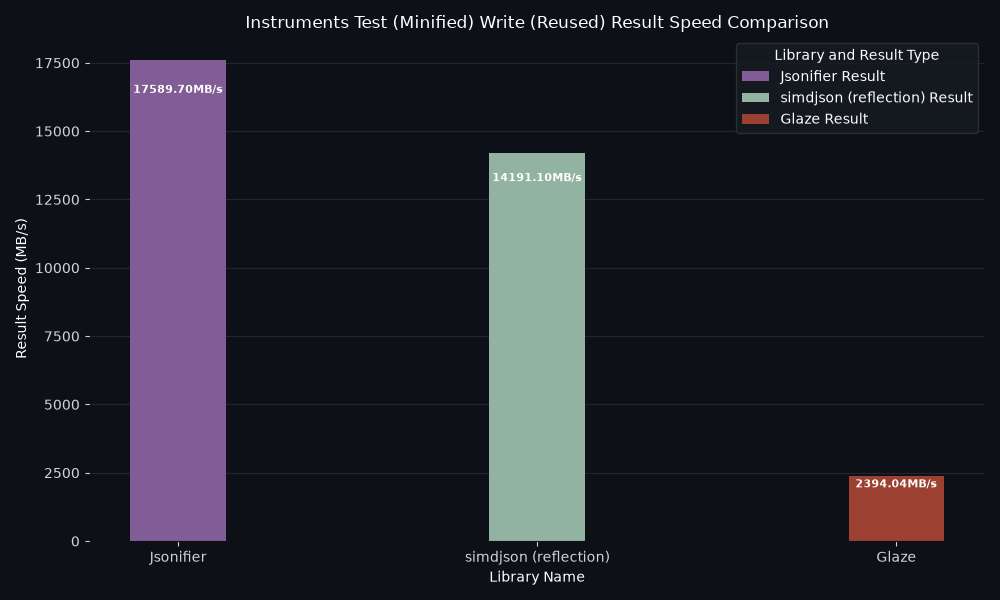 Instruments Test (Minified) Write (Reused) Result Speed Comparison
Library and Result Type
Jsonifier Result
simdjson (reflection) Result
Glaze Result
Result Speed (MB/s)
17500
15000
12500
10000
7500
5000
2500
0
17589.70MB/s
14191.10MB/s
2394.04MB/s
Jsonifier
simdjson (reflection)
Glaze
Library Name